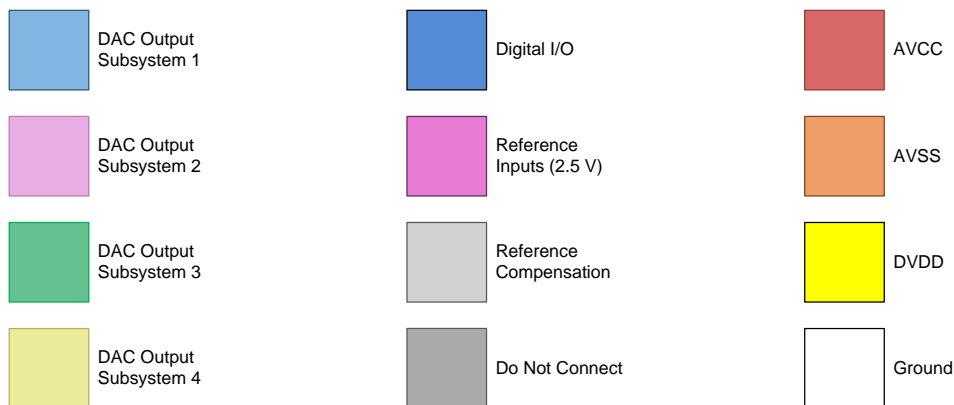 DAC Output
Subsystem 1
Digital I/O
AVCC
DAC Output
Subsystem 2
Reference
Inputs (2.5 V)
AVSS
DAC Output
Subsystem 3
Reference
Compensation
DVDD
DAC Output
Subsystem 4
Do Not Connect
Ground